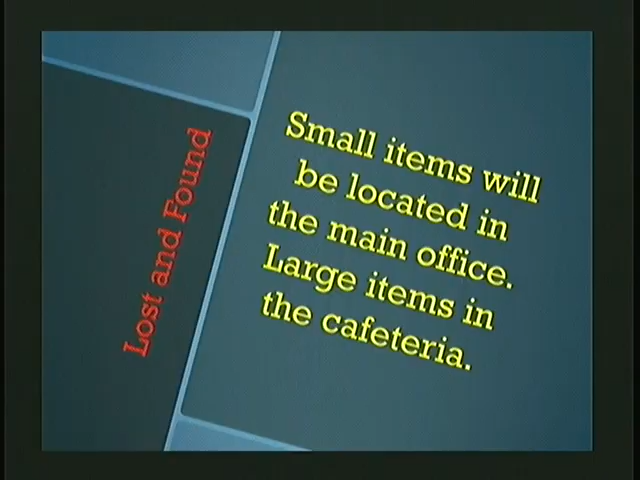 Lost and Found
Small items will
be located in
the main office.
Large items in
the cafeteria.